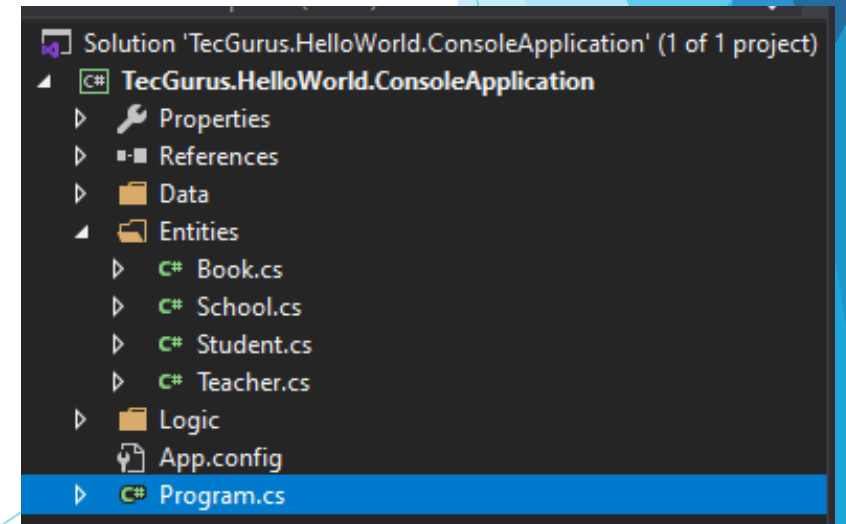 Solution 'TecGurus.HelloWorld.ConsoleApplication' (1 of 1 project)
C# TecGurus.HelloWorld.ConsoleApplication
Properties
References
Data
Entities
C# Book.cs
C# School.cs
C# Student.cs
C# Teacher.cs
Logic
App.config
C# Program.cs